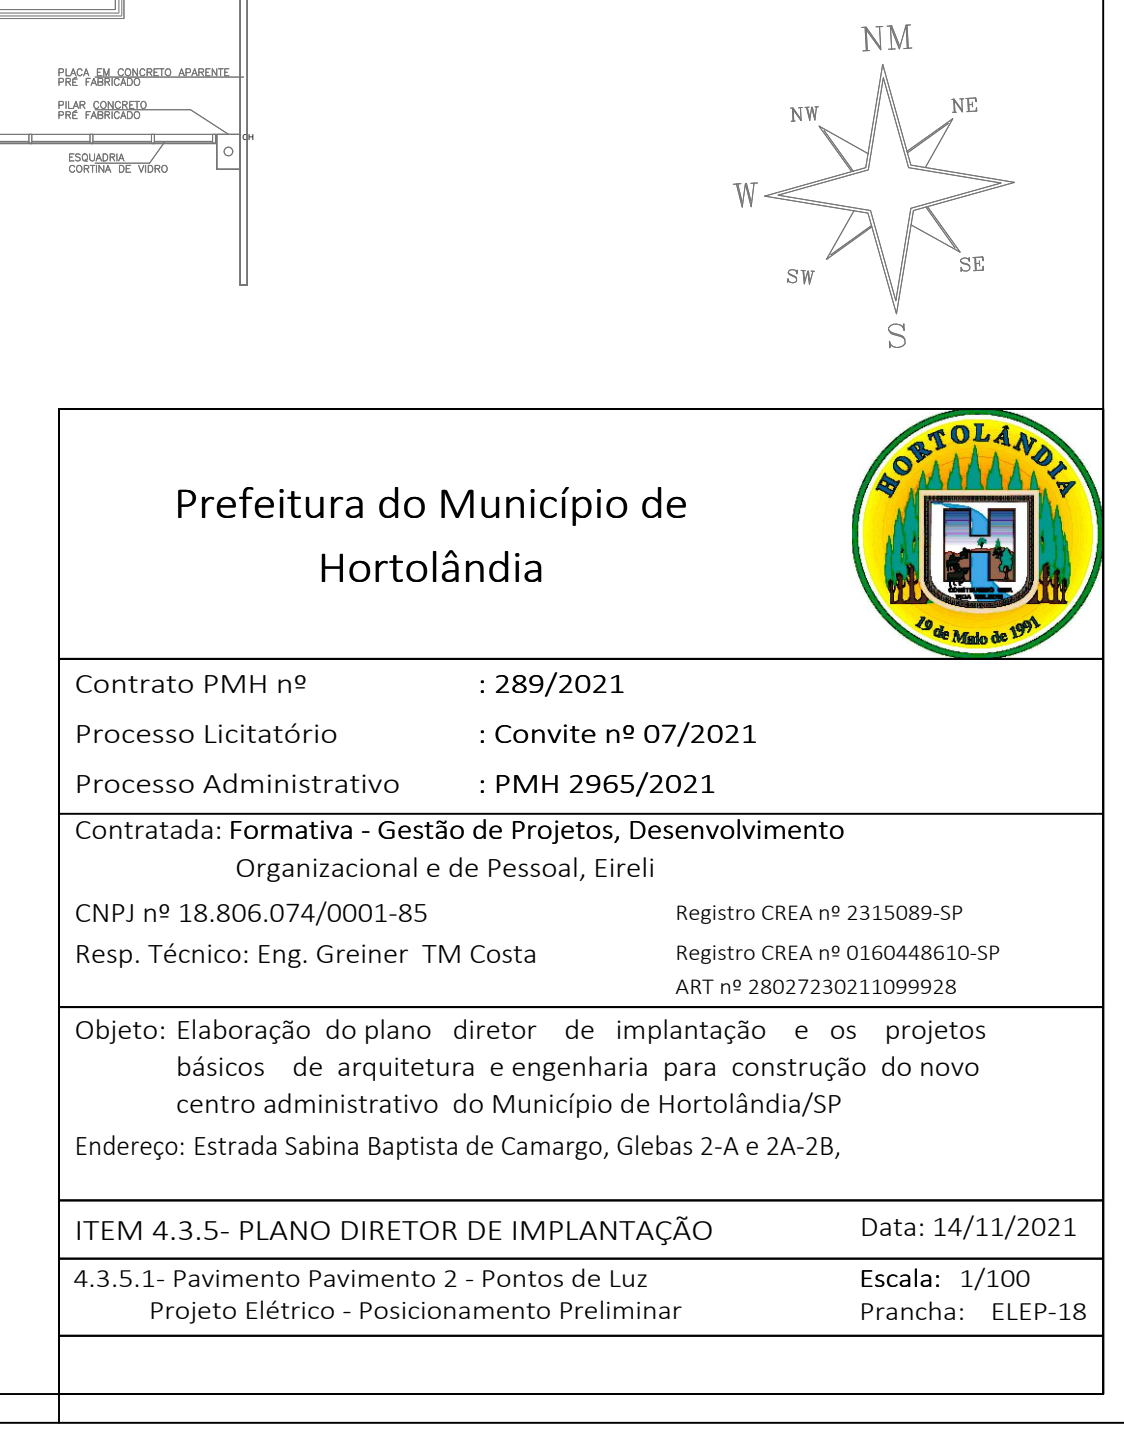 PLACA EM CONCRETO APARENTE
PRÉ FABRICADO
PILAR CONCRETO
PRÉ FABRICADO
CH
ESQUADRIA
CORTINA DE VIDRO
NM
NW
NE
W
SW
SE
S
Prefeitura do Município de
Hortolândia
HORTOLÂNDIA
19 de Maio de 1991
Contrato PMH nº : 289/2021
Processo Licitatório : Convite nº 07/2021
Processo Administrativo : PMH 2965/2021
Contratada: Formativa - Gestão de Projetos, Desenvolvimento
Organizacional e de Pessoal, Eireli
CNPJ nº 18.806.074/0001-85 Registro CREA nº 2315089-SP
Resp. Técnico: Eng. Greiner TM Costa Registro CREA nº 0160448610-SP
ART nº 28027230211099928
Objeto: Elaboração do plano diretor de implantação e os projetos
básicos de arquitetura e engenharia para construção do novo
centro administrativo do Município de Hortolândia/SP
Endereço: Estrada Sabina Baptista de Camargo, Glebas 2-A e 2A-2B,
ITEM 4.3.5- PLANO DIRETOR DE IMPLANTAÇÃO Data: 14/11/2021
4.3.5.1- Pavimento Pavimento 2 - Pontos de Luz Escala: 1/100
Projeto Elétrico - Posicionamento Preliminar Prancha: ELEP-18